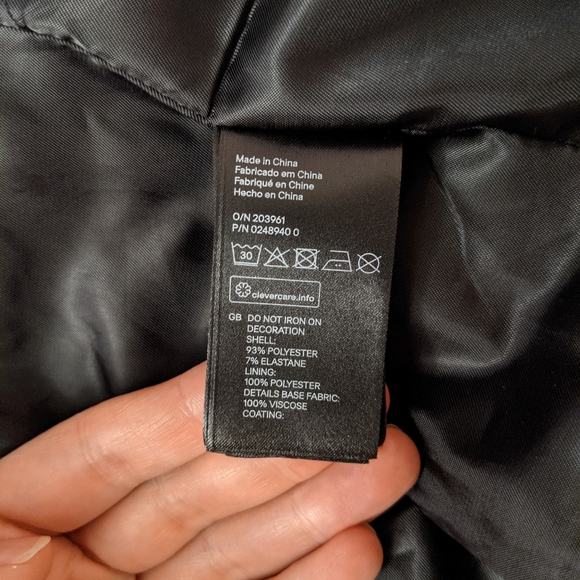 Made in China
Fabricado em China
Fabriqué en Chine
Hecho en China
O/N 203961
P/N 0248940 0
30
clevercare.info
GB DO NOT IRON ON
DECORATION
SHELL:
93% POLYESTER
7% ELASTANE
LINING:
100% POLYESTER
DETAILS BASE FABRIC:
100% VISCOSE
COATING: